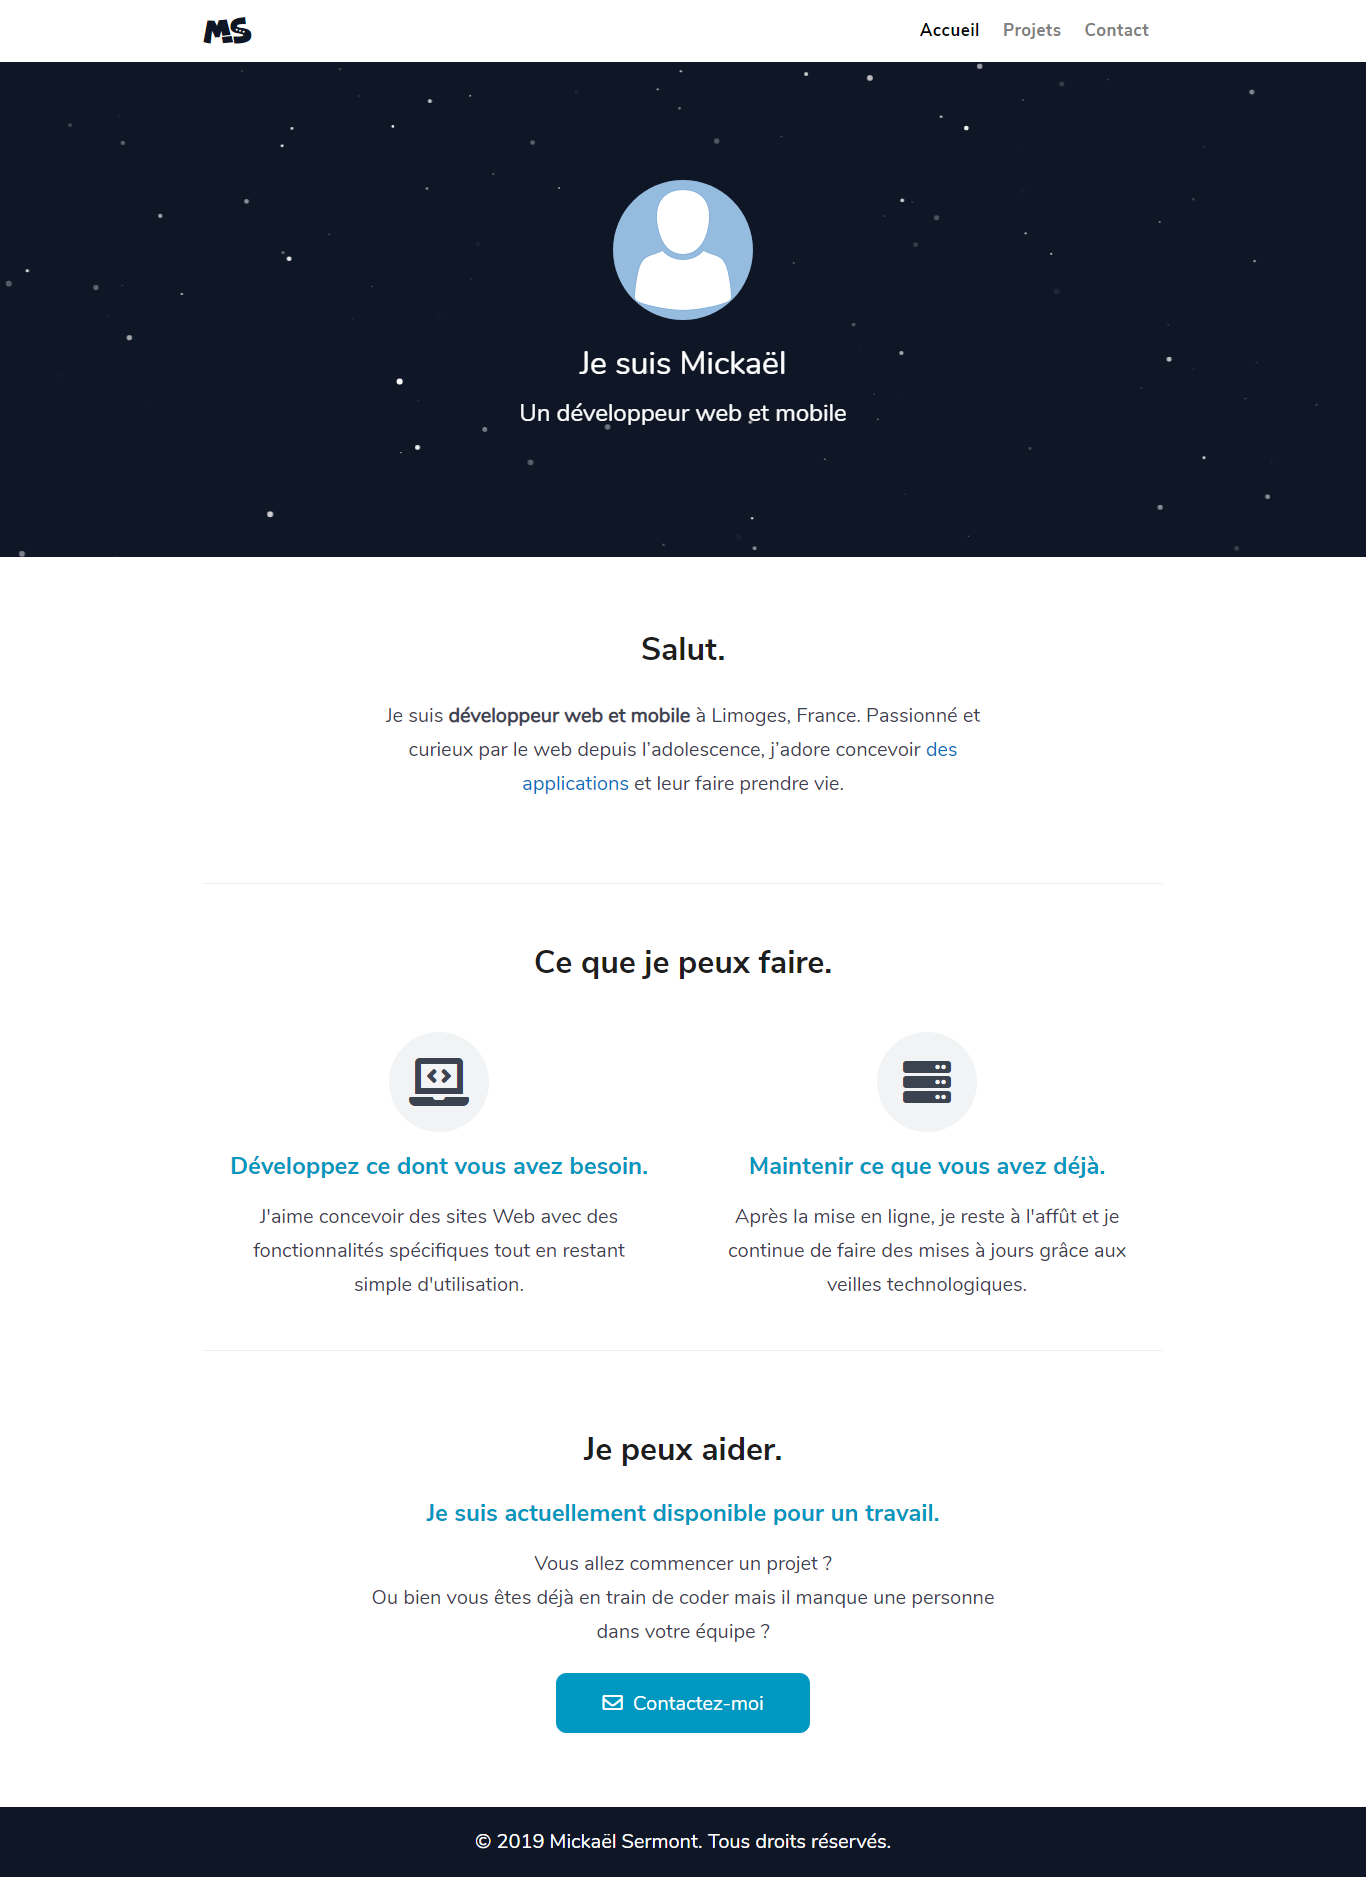 MS
Accueil Projets Contact
Je suis Mickaël
Un développeur web et mobile
Salut.
Je suis développeur web et mobile à Limoges, France. Passionné et
curieux par le web depuis l’adolescence, j’adore concevoir des
applications et leur faire prendre vie.
Ce que je peux faire.
Développez ce dont vous avez besoin.
J'aime concevoir des sites Web avec des
fonctionnalités spécifiques tout en restant
simple d'utilisation.
Maintenir ce que vous avez déjà.
Après la mise en ligne, je reste à l'affût et je
continue de faire des mises à jours grâce aux
veilles technologiques.
Je peux aider.
Je suis actuellement disponible pour un travail.
Vous allez commencer un projet ?
Ou bien vous êtes déjà en train de coder mais il manque une personne
dans votre équipe ?
Contactez-moi
© 2019 Mickaël Sermont. Tous droits réservés.